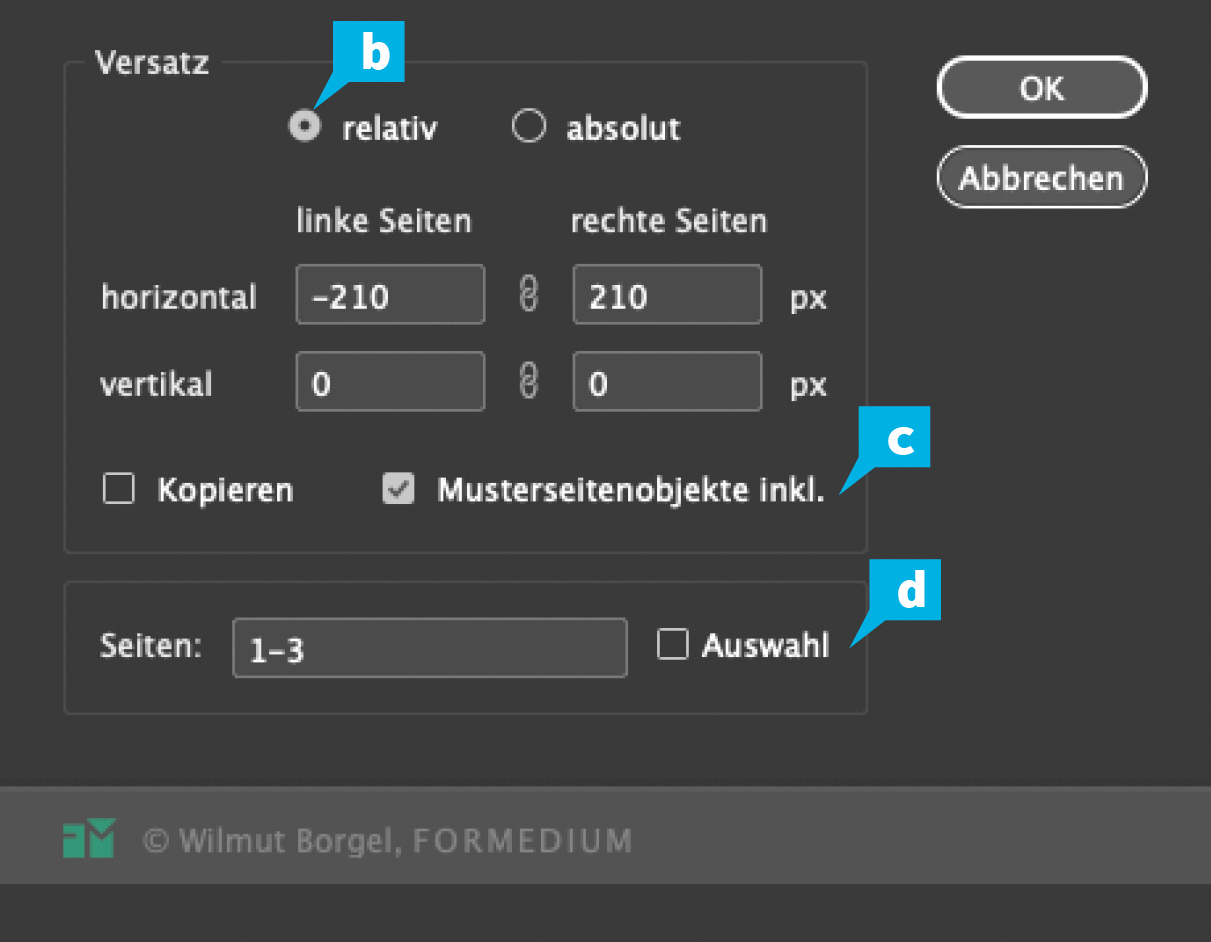 Versatz
b
relativ absolut
linke Seiten rechte Seiten
horizontal -210 210 px
vertikal 0 0 px
c
Kopieren Musterseitenobjekte inkl.
d
Seiten: 1-3 Auswahl
OK
Abbrechen
© Wilmut Borgel, FORMEDIUM